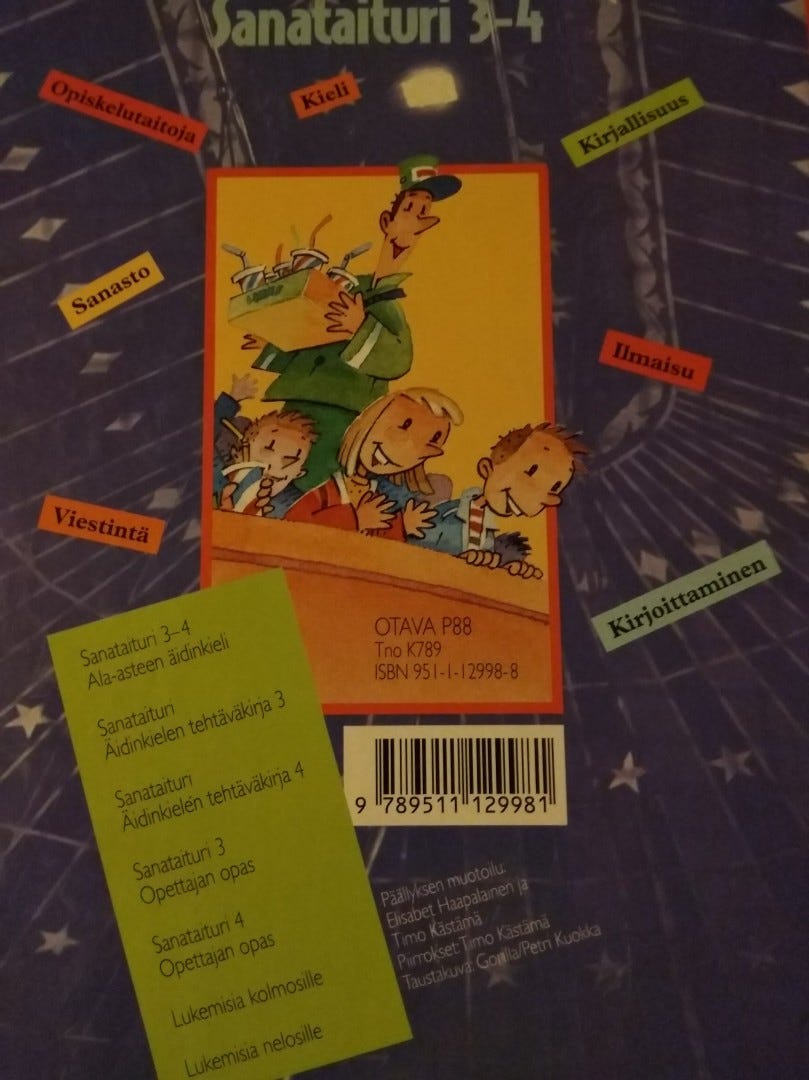 Sanataituri 3–4
Opiskelutaitoja
Kieli
Kirjallisuus
Sanasto
Ilmaisu
Viestintä
Kirjoittaminen
OTAVA P88
Tno K789
ISBN 951-1-12998-8
9 789511 129981
Sanataituri 3–4
Ala-asteen äidinkieli
Sanataituri
Äidinkielen tehtäväkirja 3
Sanataituri
Äidinkielen tehtäväkirja 4
Sanataituri 3
Opettajan opas
Sanataituri 4
Opettajan opas
Lukemisia kolmosille
Lukemisia nelosille
Päällyksen muotoilu:
Elisabet Haapalainen ja
Timo Kästämä
Piirrokset: Timo Kästämä
Taustakuva: Gorilla/Petri Kuokka